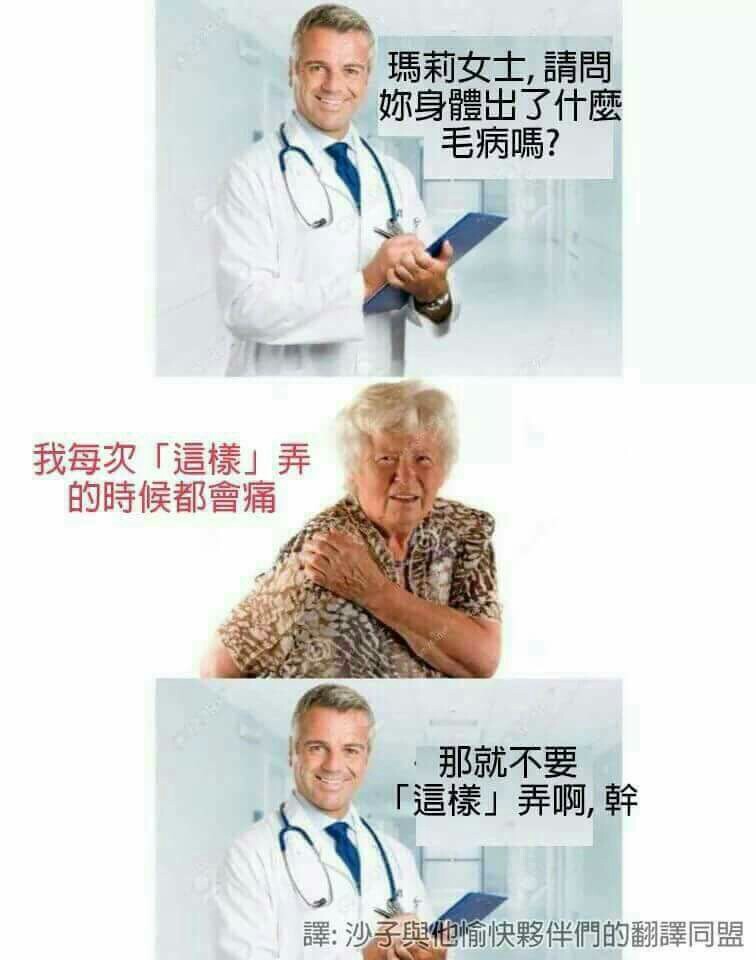 瑪莉女士, 請問
妳身體出了什麼
毛病嗎?
我每次「這樣」弄
的時候都會痛
那就不要
「這樣」弄啊, 幹
譯: 沙子與他愉快夥伴們的翻譯同盟